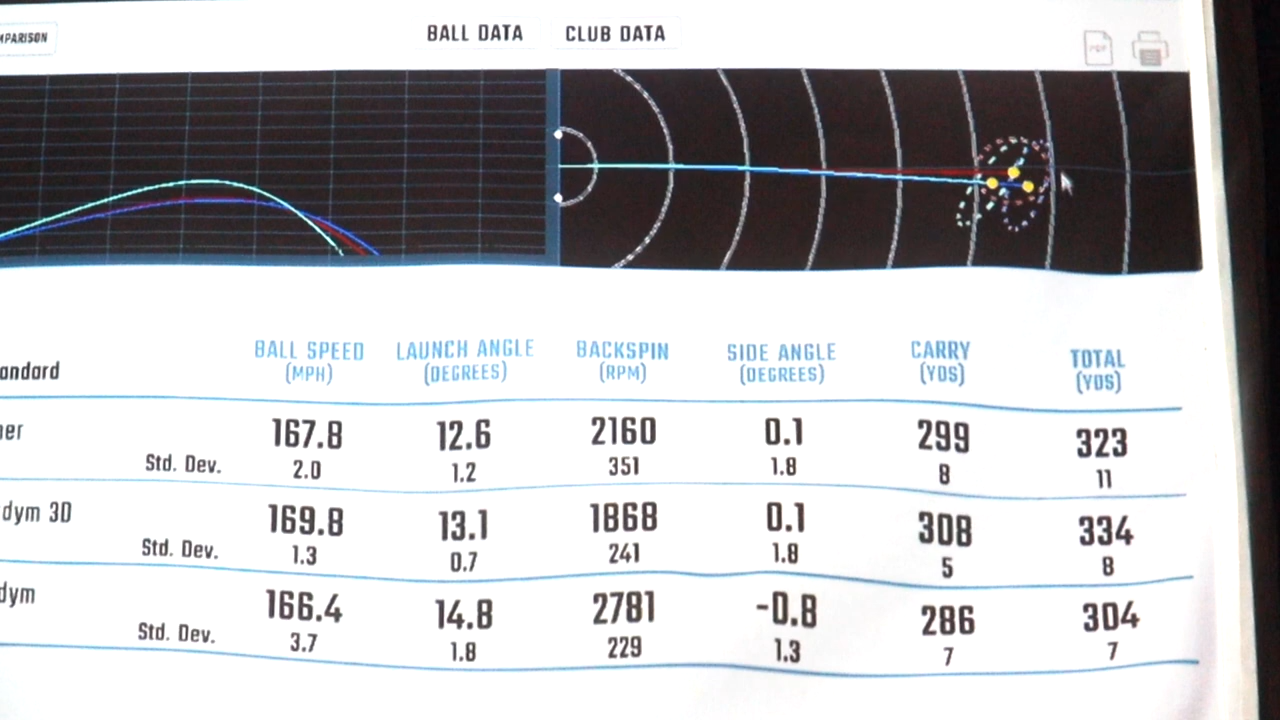 MPARISON BALL DATA CLUB DATA
PDF
BALL SPEED LAUNCH ANGLE BACKSPIN SIDE ANGLE CARRY TOTAL
andard (MPH) (DEGREES) (RPM) (DEGREES) (YDS) (YDS)
ner 167.8 12.6 2160 0.1 299 323
Std. Dev. 2.0 1.2 351 1.8 8 11
dym 3D 169.8 13.1 1868 0.1 308 334
Std. Dev. 1.3 0.7 241 1.8 5 8
dym 166.4 14.8 2781 -0.8 286 304
Std. Dev. 3.7 1.8 229 1.3 7 7